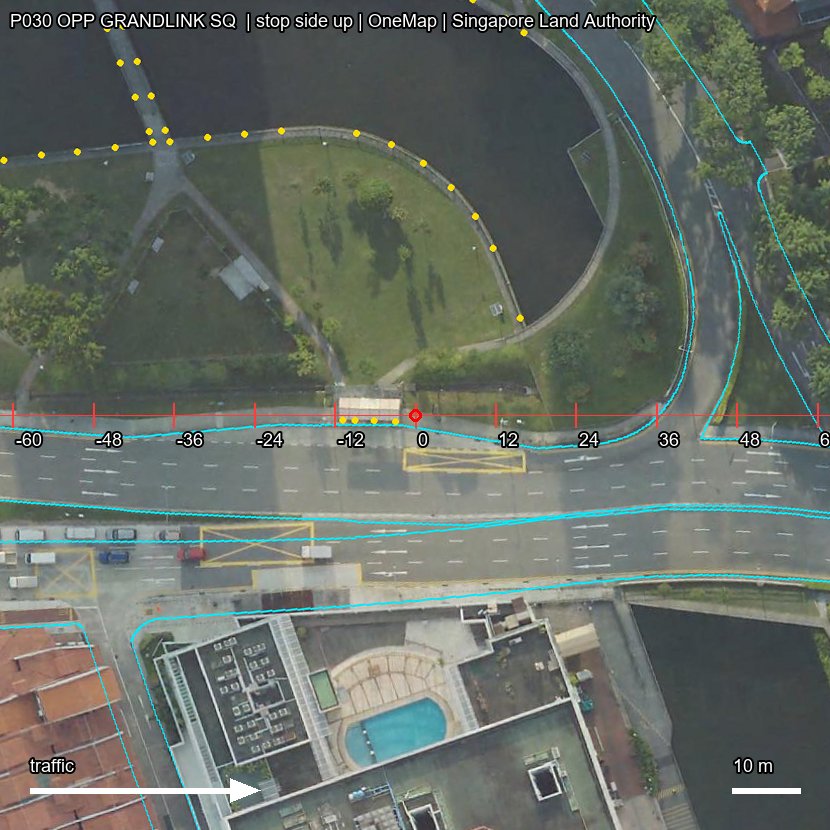 P030 OPP GRANDLINK SQ | stop side up | OneMap | Singapore Land Authority
-60 -48 -36 -24 -12 0 12 24 36 48 6
traffic
10 m